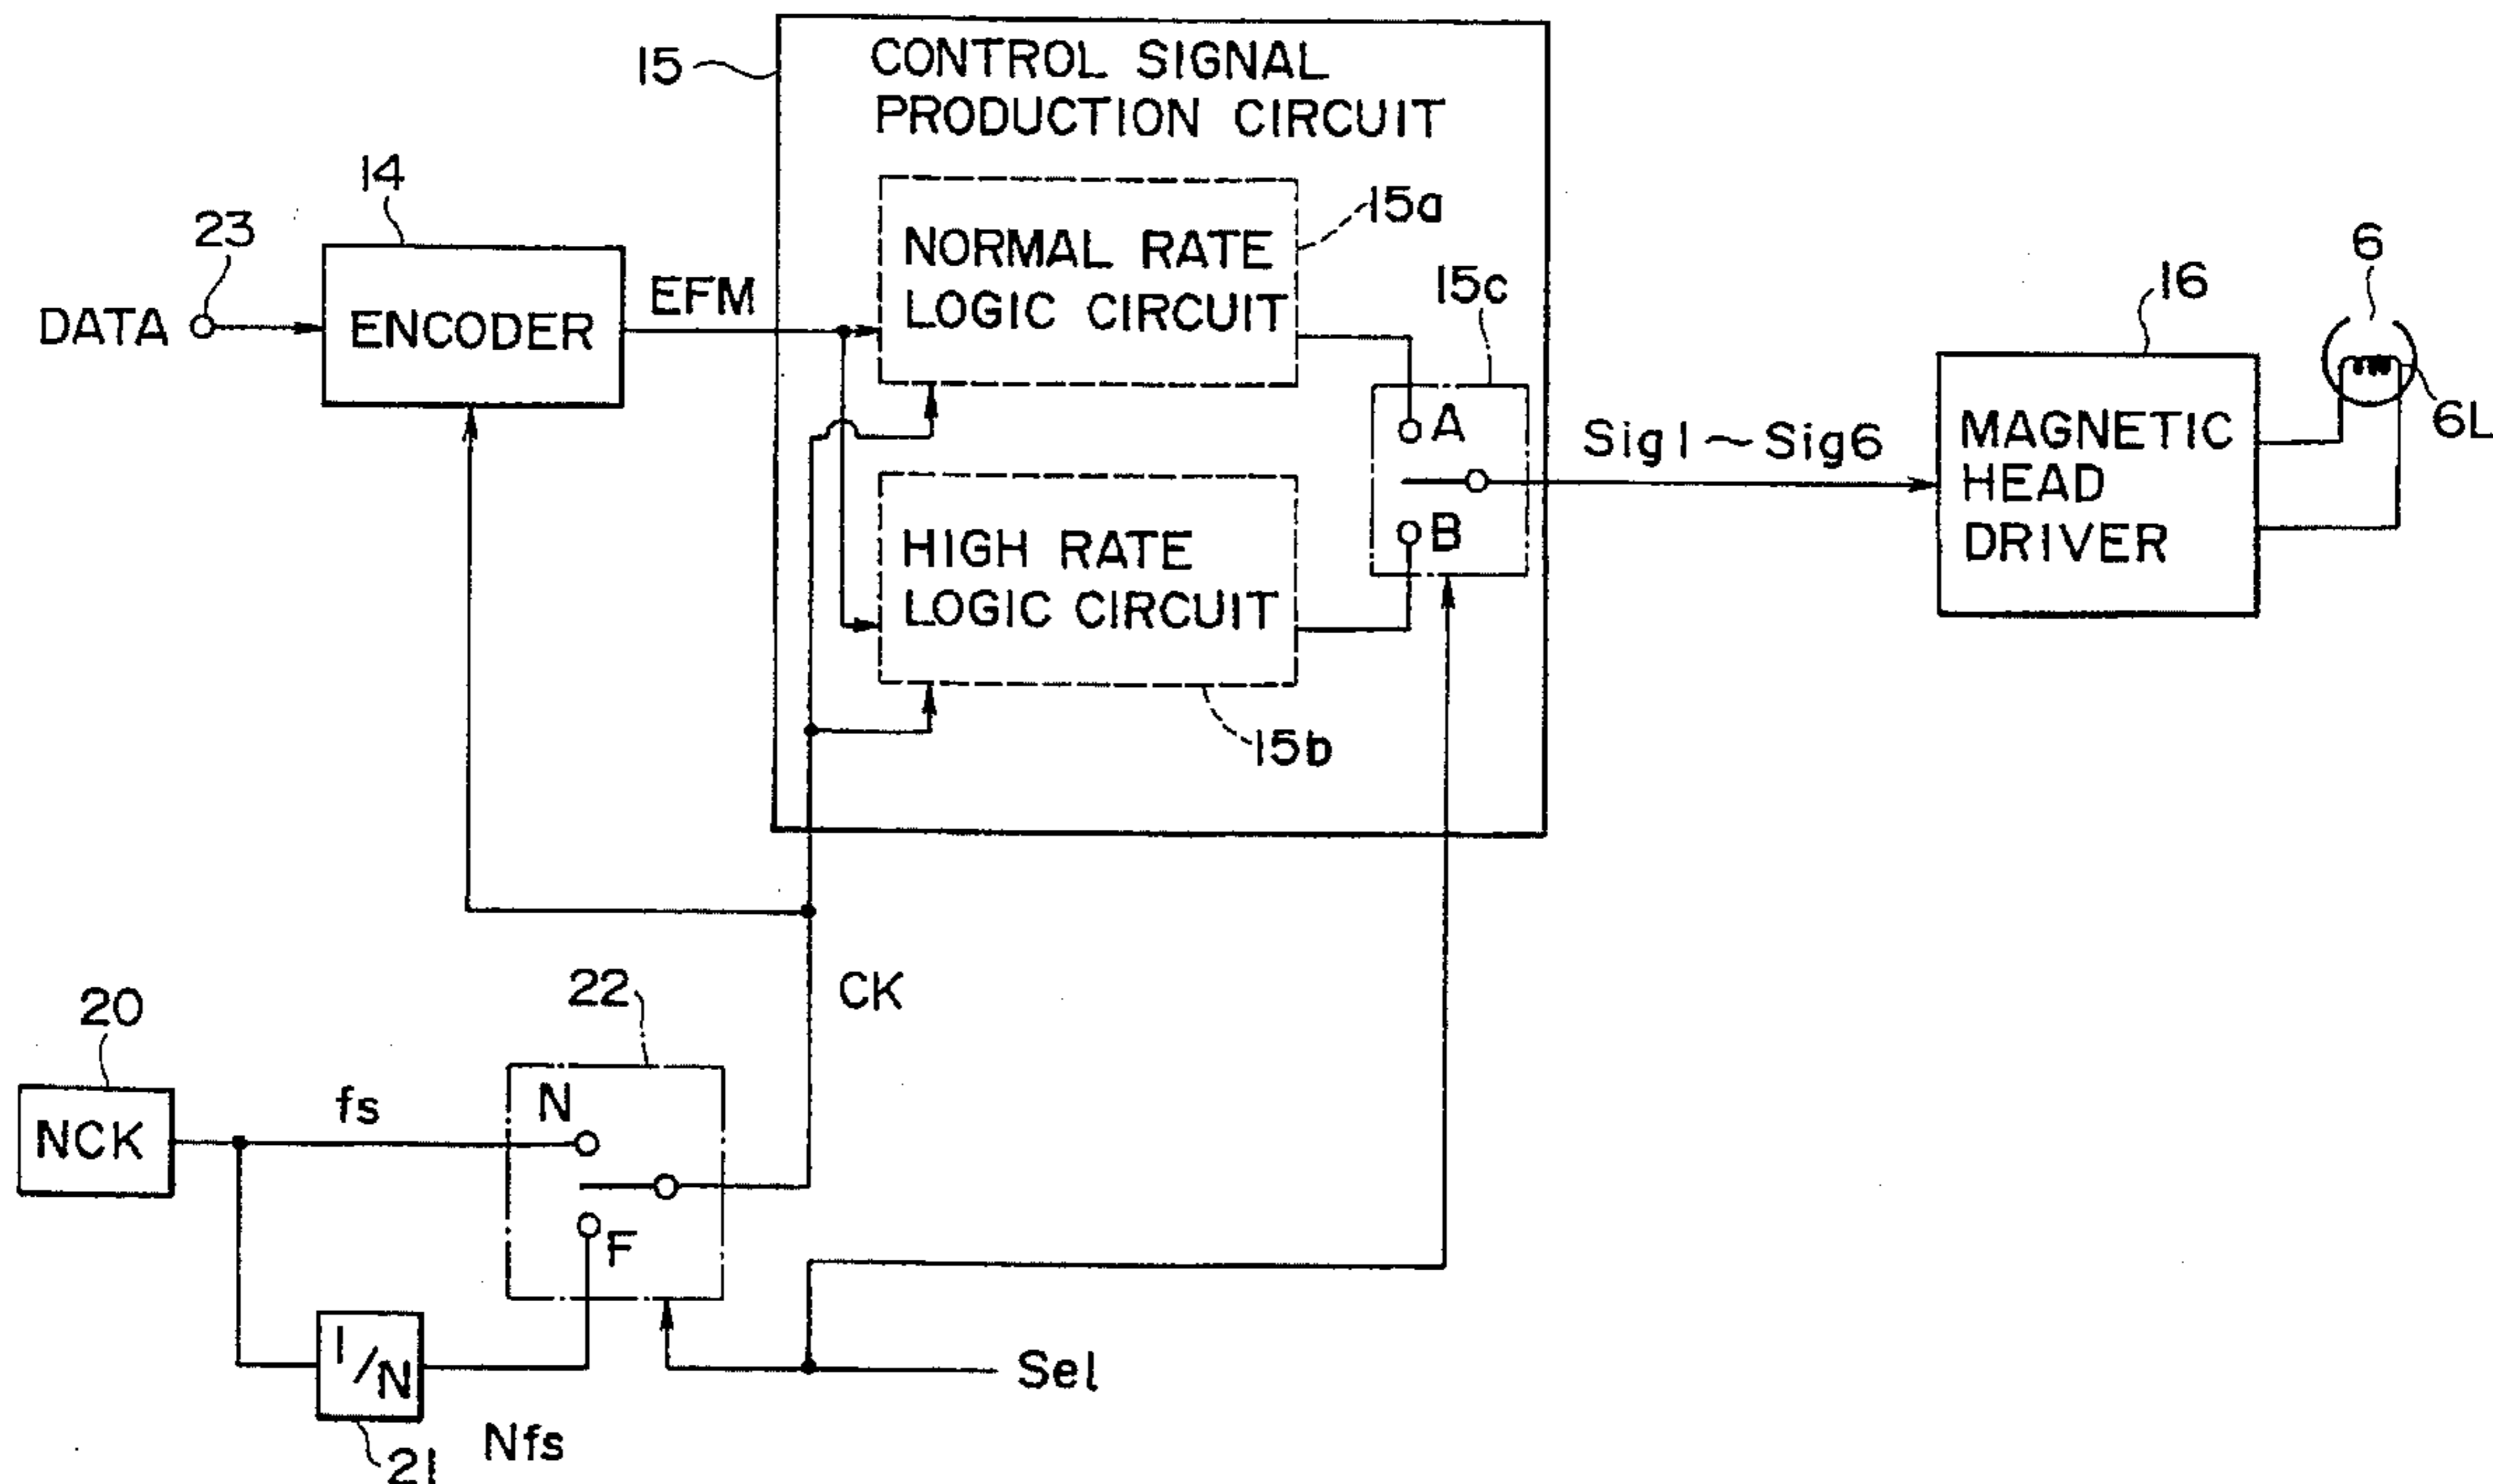 15
CONTROL SIGNAL
PRODUCTION CIRCUIT
14
23
DATA
ENCODER
EFM
NORMAL RATE
LOGIC CIRCUIT
15a
15c
A
B
HIGH RATE
LOGIC CIRCUIT
15b
Sig1~Sig6
16
MAGNETIC
HEAD
DRIVER
6
6L
CK
20
NCK
fs
22
N
F
1/N
21
Nfs
Sel